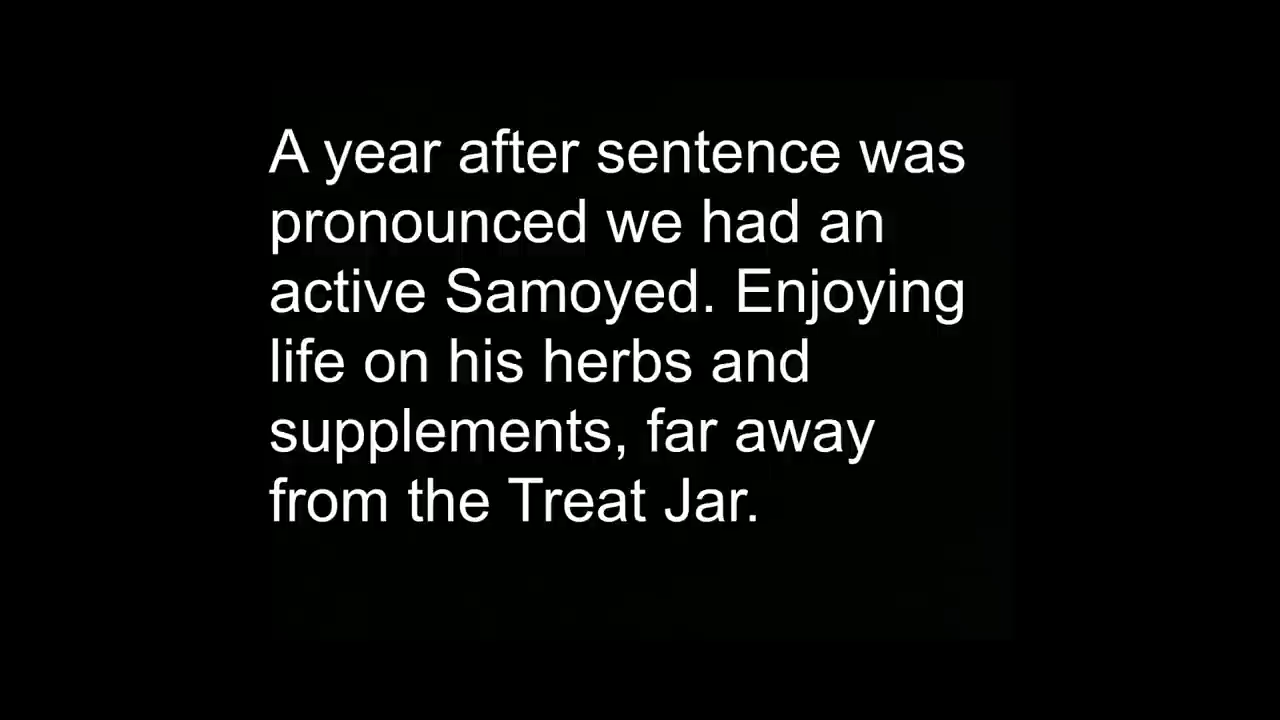 A year after sentence was
pronounced we had an
active Samoyed. Enjoying
life on his herbs and
supplements, far away
from the Treat Jar.